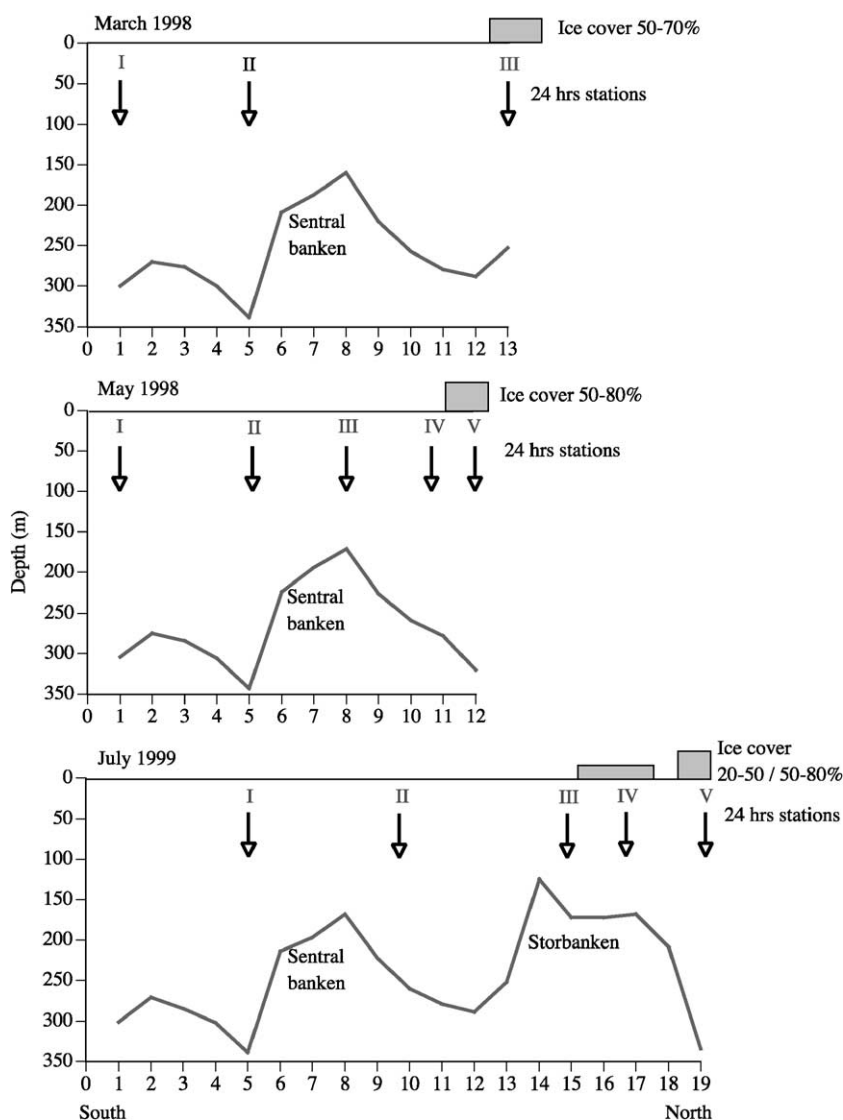 March 1998
Ice cover 50-70%
0
I II III
50
24 hrs stations
100
150
200
Sentral
banken
250
300
350
0 1 2 3 4 5 6 7 8 9 10 11 12 13
May 1998
Ice cover 50-80%
0
I II III IV V
50
24 hrs stations
100
150
200
Sentral
banken
250
300
350
0 1 2 3 4 5 6 7 8 9 10 11 12
Depth (m)
July 1999
Ice cover
20-50 / 50-80%
0
I II III IV V
50
24 hrs stations
100
150
200
Storbanken
Sentral
banken
250
300
350
0 1 2 3 4 5 6 7 8 9 10 11 12 13 14 15 16 17 18 19
South North